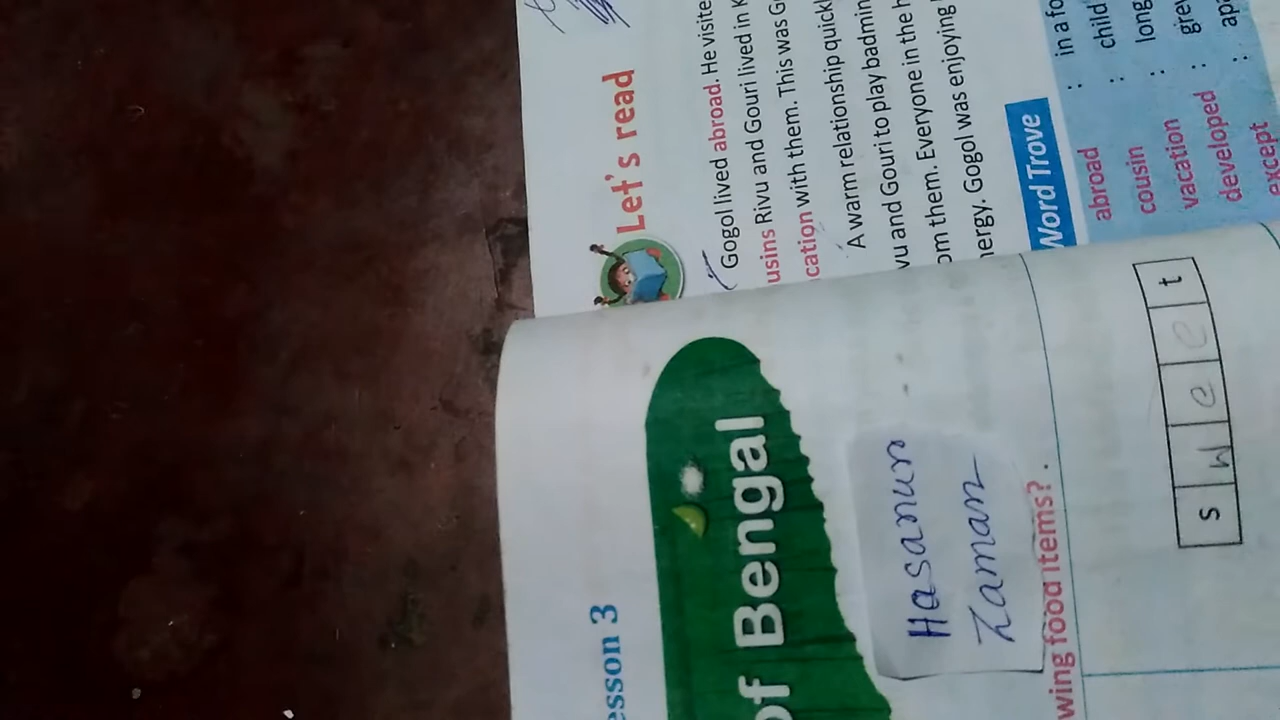 Lesson 3
of Bengal
Hasanur
Zaman
wing food items?
s w e e t
Let's read
Gogol lived abroad. He visite
usins Rivu and Gouri lived in K
cation with them. This was G
A warm relationship quickl
vu and Gouri to play badmin
om them. Everyone in the h
nergy. Gogol was enjoying
Word Trove
abroad : in a fo
cousin : child
vacation : long
developed : grew
except : apa